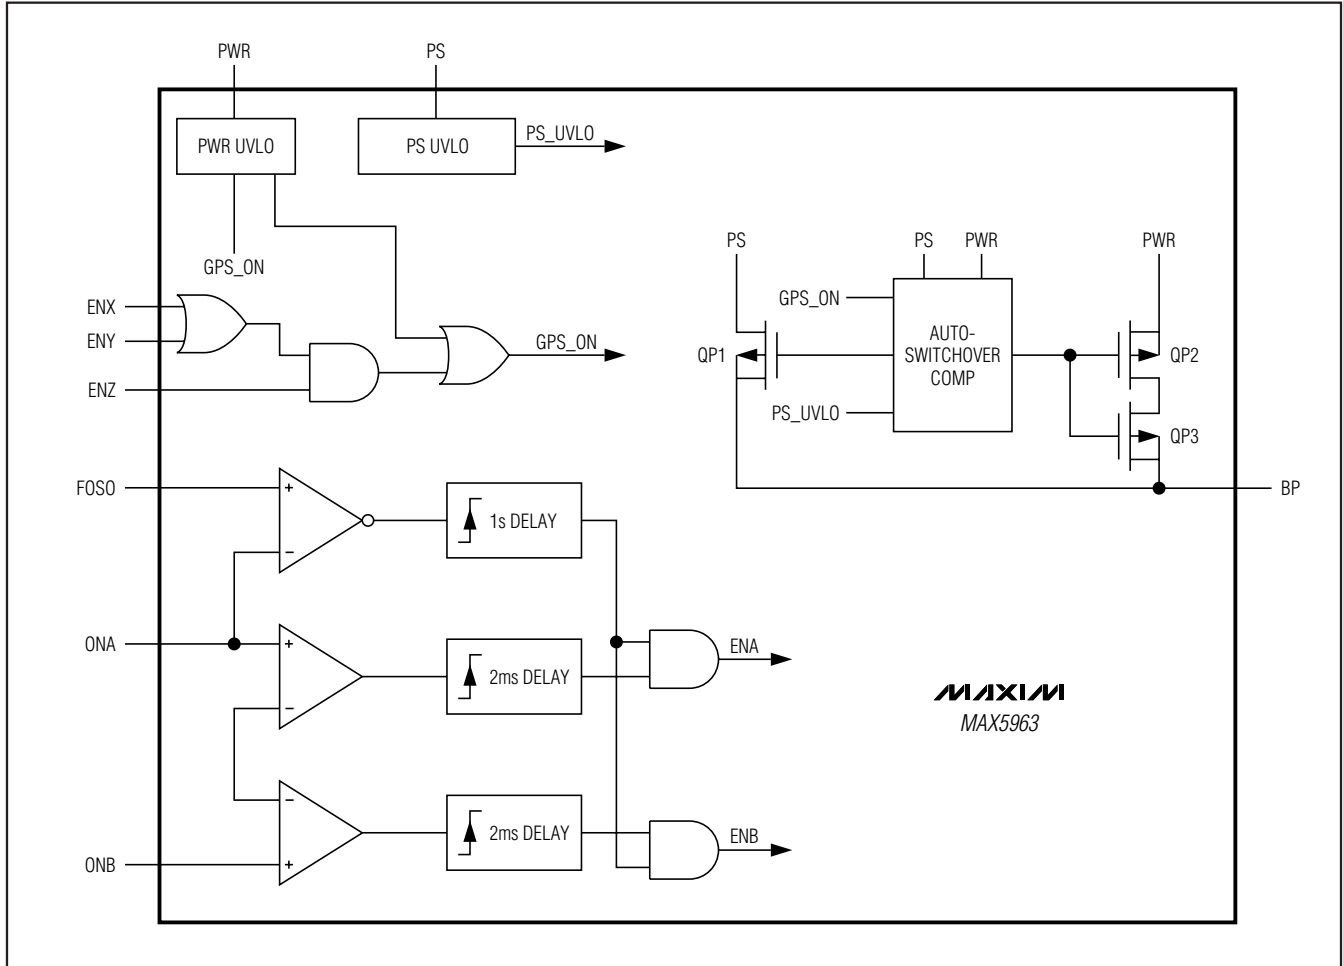 PWR
PS
PWR UVLO
PS UVLO
PS_UVLO
GPS_ON
ENX
ENY
ENZ
GPS_ON
PS
PS
PWR
PWR
GPS_ON
AUTO-
SWITCHOVER
COMP
QP1
QP2
PS_UVLO
QP3
BP
FOSO
+
−
1s DELAY
ONA
+
−
2ms DELAY
ENA
MAXIM
MAX5963
−
+
2ms DELAY
ENB
ONB